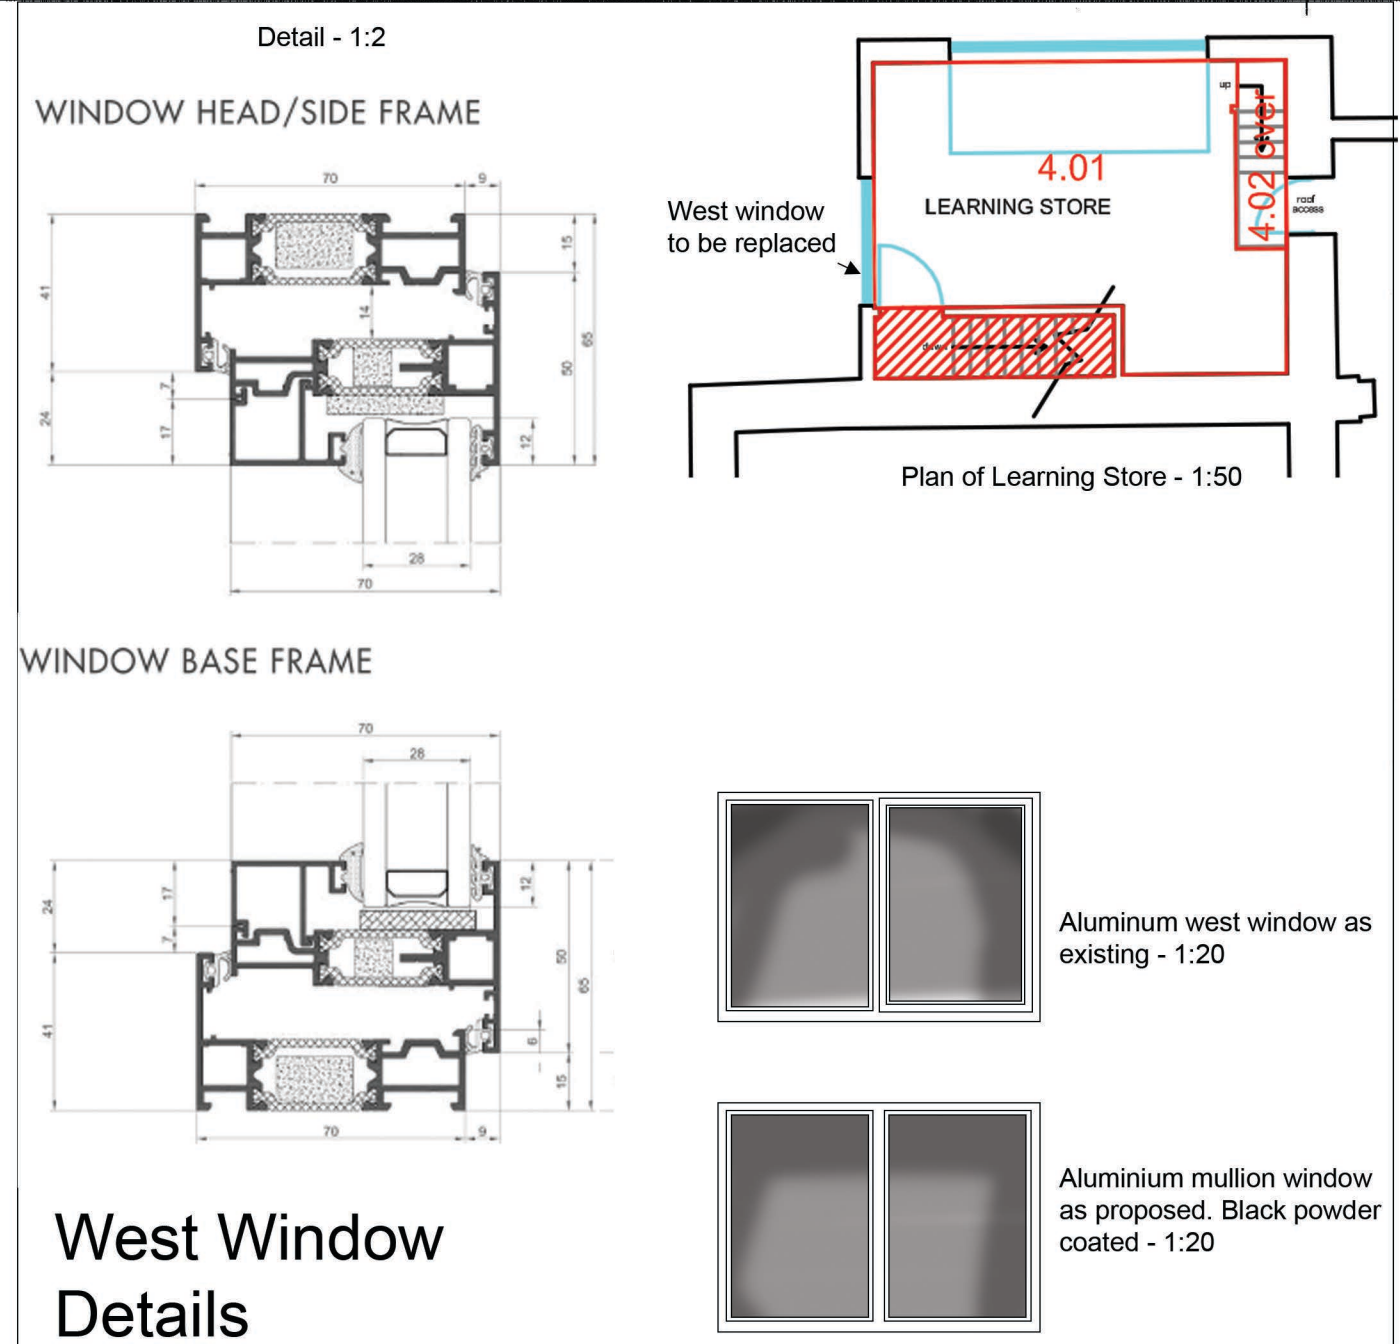 Detail - 1:2
WINDOW HEAD/SIDE FRAME
70
9
41
24
7
17
14
15
50
65
12
28
70
up
4.01
4.02 over
LEARNING STORE
roof
access
West window
to be replaced
down
Plan of Learning Store - 1:50
WINDOW BASE FRAME
70
28
24
41
17
7
12
50
65
6
15
70
9
Aluminum west window as
existing - 1:20
Aluminium mullion window
as proposed. Black powder
coated - 1:20
West Window
Details